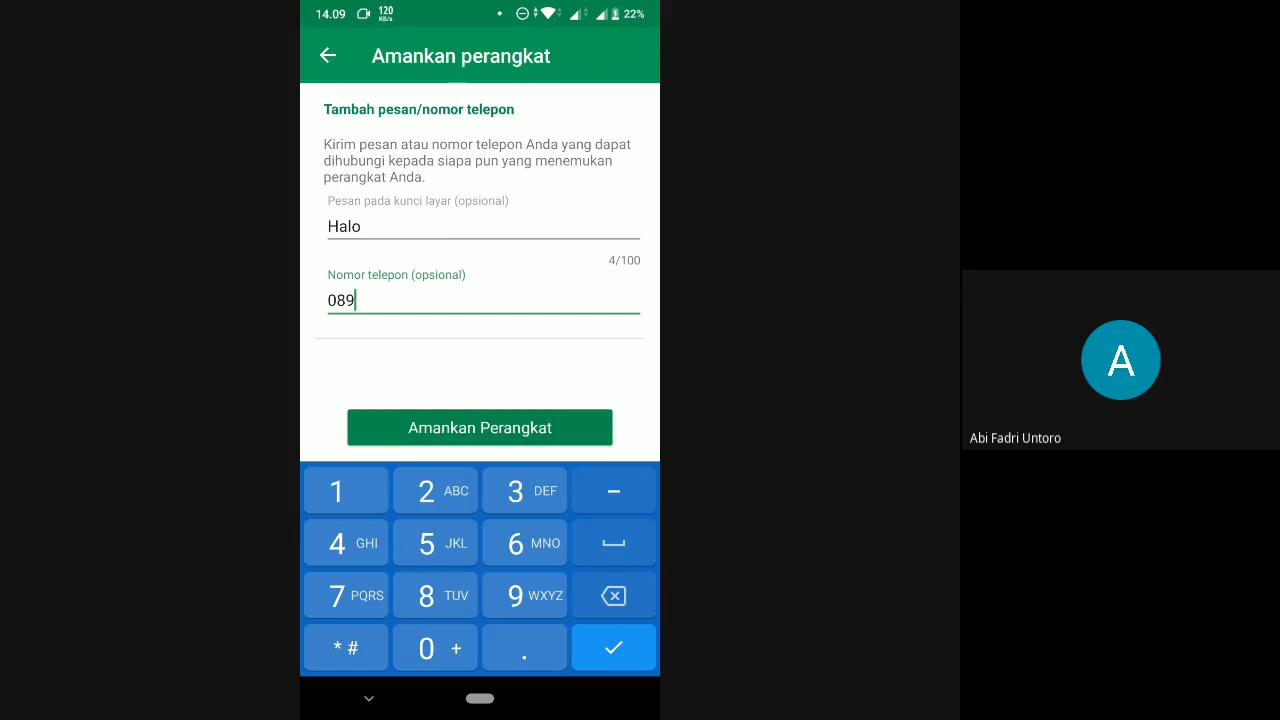 14.09 120 KB/s 22%
Amankan perangkat
Tambah pesan/nomor telepon
Kirim pesan atau nomor telepon Anda yang dapat
dihubungi kepada siapa pun yang menemukan
perangkat Anda.
Pesan pada kunci layar (opsional)
Halo
4/100
Nomor telepon (opsional)
089
Amankan Perangkat
1 2 ABC 3 DEF –
4 GHI 5 JKL 6 MNO
7 PQRS 8 TUV 9 WXYZ
* # 0 + .
A
Abi Fadri Untoro